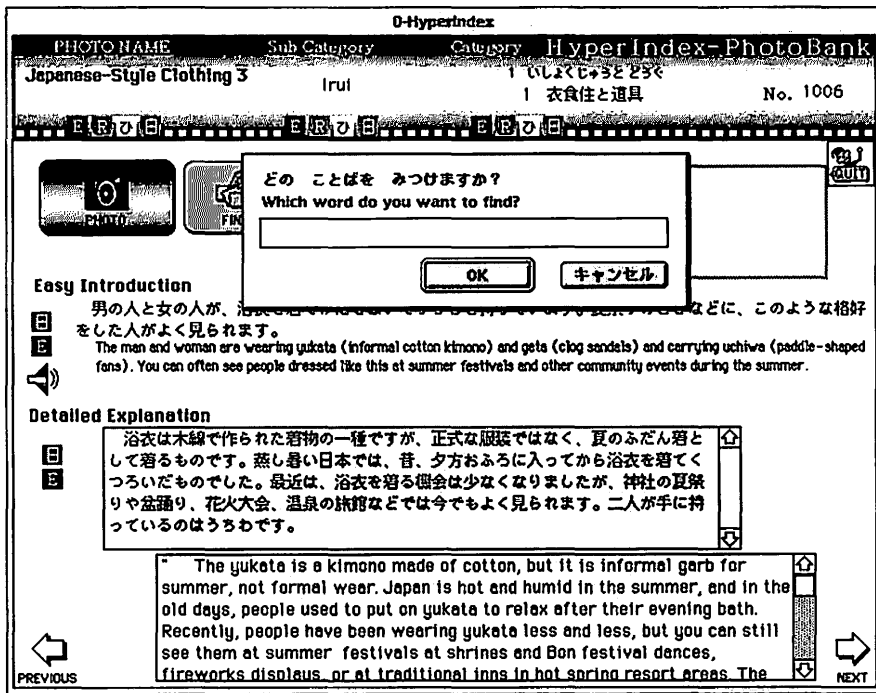 0-HyperIndex
PHOTO NAME Sub Category Category HyperIndex-PhotoBank
Japanese-Style Clothing 3 Irui 1 いしょくじゅうと どうぐ
1 衣食住と道具 No. 1006
E R ひ 日 E R ひ 日 E R ひ 日
PHOTO FIN QUIT
どの ことばを みつけますか?
Which word do you want to find?
OK キャンセル
Easy Introduction
男の人と女の人が、 などに、このような格好
日 をした人がよく見られます。
E The man and woman are wearing yukata (informal cotton kimono) and geta (clog sandals) and carrying uchiwa (paddle-shaped
fans). You can often see people dressed like this at summer festivals and other community events during the summer.
Detailed Explanation
浴衣は木綿で作られた着物の一種ですが、正式な服装ではなく、夏のふだん着と
日 して着るものです。蒸し暑い日本では、昔、夕方おふろに入ってから浴衣を着てく
E つろいだものでした。最近は、浴衣を着る機会は少なくなりましたが、神社の夏祭
りや盆踊り、花火大会、温泉の旅館などでは今でもよく見られます。二人が手に持
っているのはうちわです。
" The yukata is a kimono made of cotton, but it is informal garb for
summer, not formal wear. Japan is hot and humid in the summer, and in the
old days, people used to put on yukata to relax after their evening bath.
Recently, people have been wearing yukata less and less, but you can still
see them at summer festivals at shrines and Bon festival dances,
fireworks displays, or at traditional inns in hot spring resort areas. The
PREVIOUS NEXT